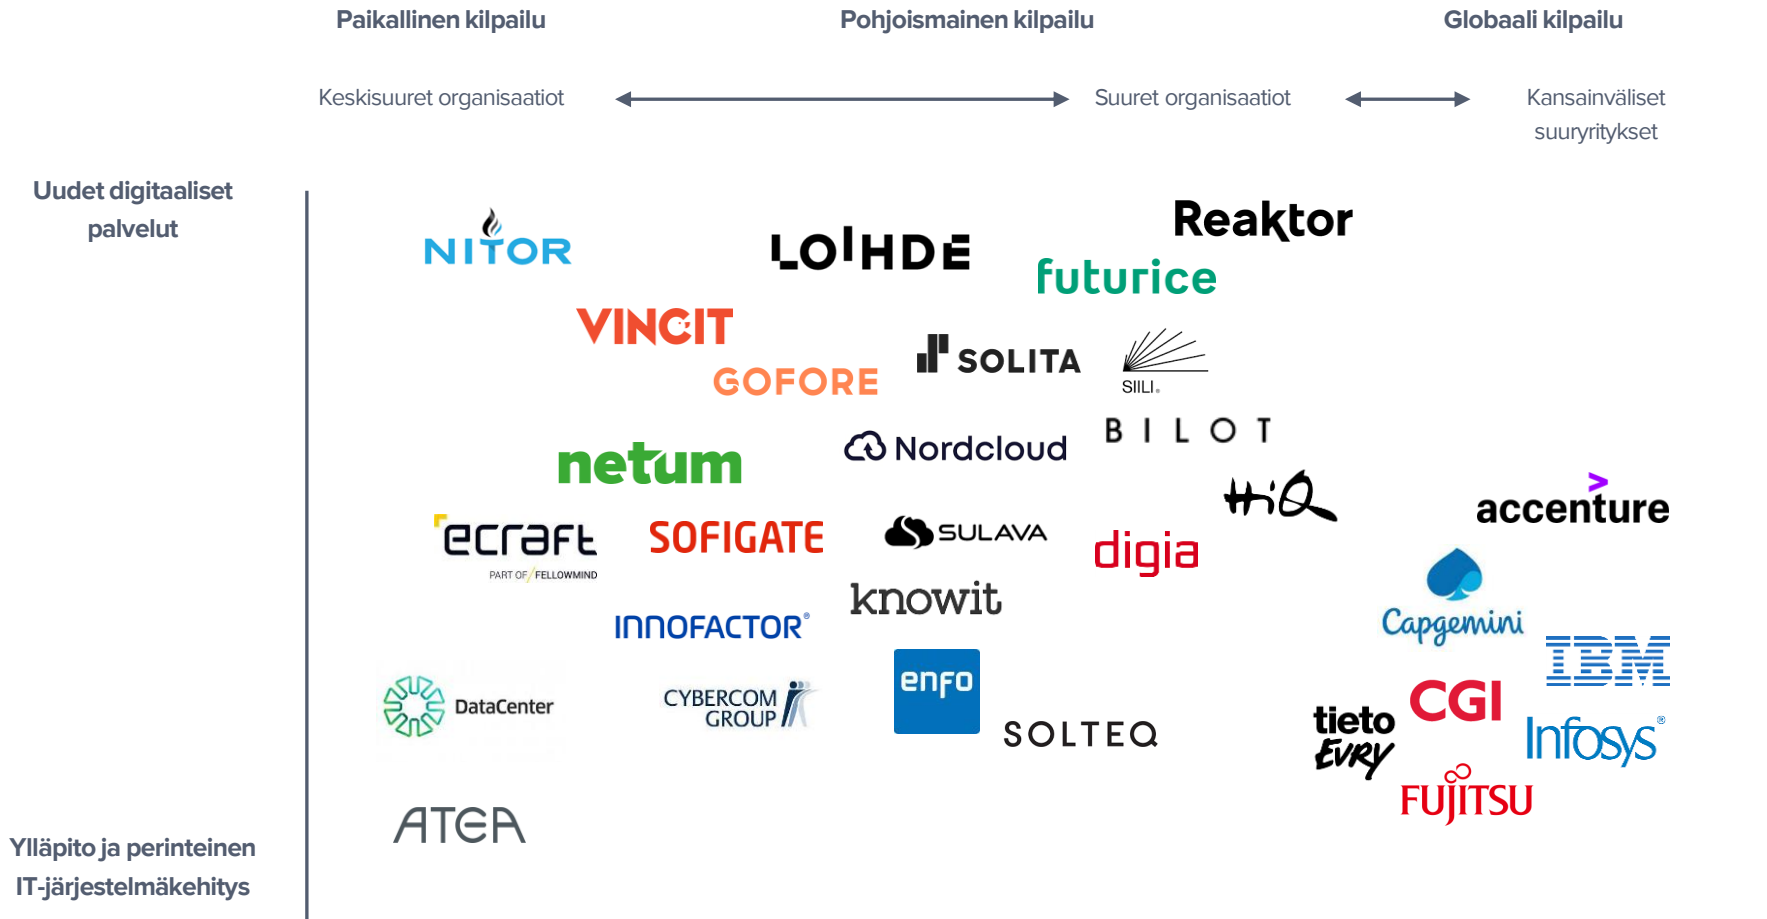 Paikallinen kilpailu
Pohjoismainen kilpailu
Globaali kilpailu
Keskisuuret organisaatiot
Suuret organisaatiot
Kansainväliset
suuryritykset
Uudet digitaaliset
palvelut
Reaktor
NITOR
LOIHDE
futurice
VINCIT
SOLITA
SIILI®
GOFORE
BILOT
Nordcloud
netum
HiQ
accenture
ecraft
PART OF / FELLOWMIND
SOFIGATE
SULAVA
digia
knowit
Capgemini
INNOFACTOR®
IBM
enfo
DataCenter
CYBERCOM
GROUP
CGI
SOLTEQ
tieto
EVRY
Infosys®
FUJITSU
ATEA
Ylläpito ja perinteinen
IT-järjestelmäkehitys